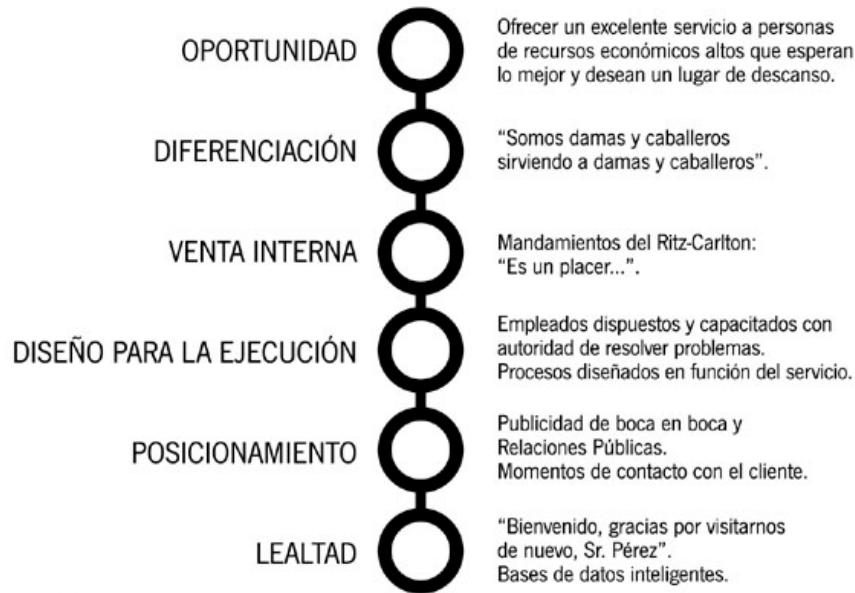 OPORTUNIDAD
Ofrecer un excelente servicio a personas
de recursos económicos altos que esperan
lo mejor y desean un lugar de descanso.
DIFERENCIACIÓN
“Somos damas y caballeros
sirviendo a damas y caballeros”.
VENTA INTERNA
Mandamientos del Ritz-Carlton:
“Es un placer...”.
DISEÑO PARA LA EJECUCIÓN
Empleados dispuestos y capacitados con
autoridad de resolver problemas.
Procesos diseñados en función del servicio.
POSICIONAMIENTO
Publicidad de boca en boca y
Relaciones Públicas.
Momentos de contacto con el cliente.
LEALTAD
“Bienvenido, gracias por visitarnos
de nuevo, Sr. Pérez”.
Bases de datos inteligentes.